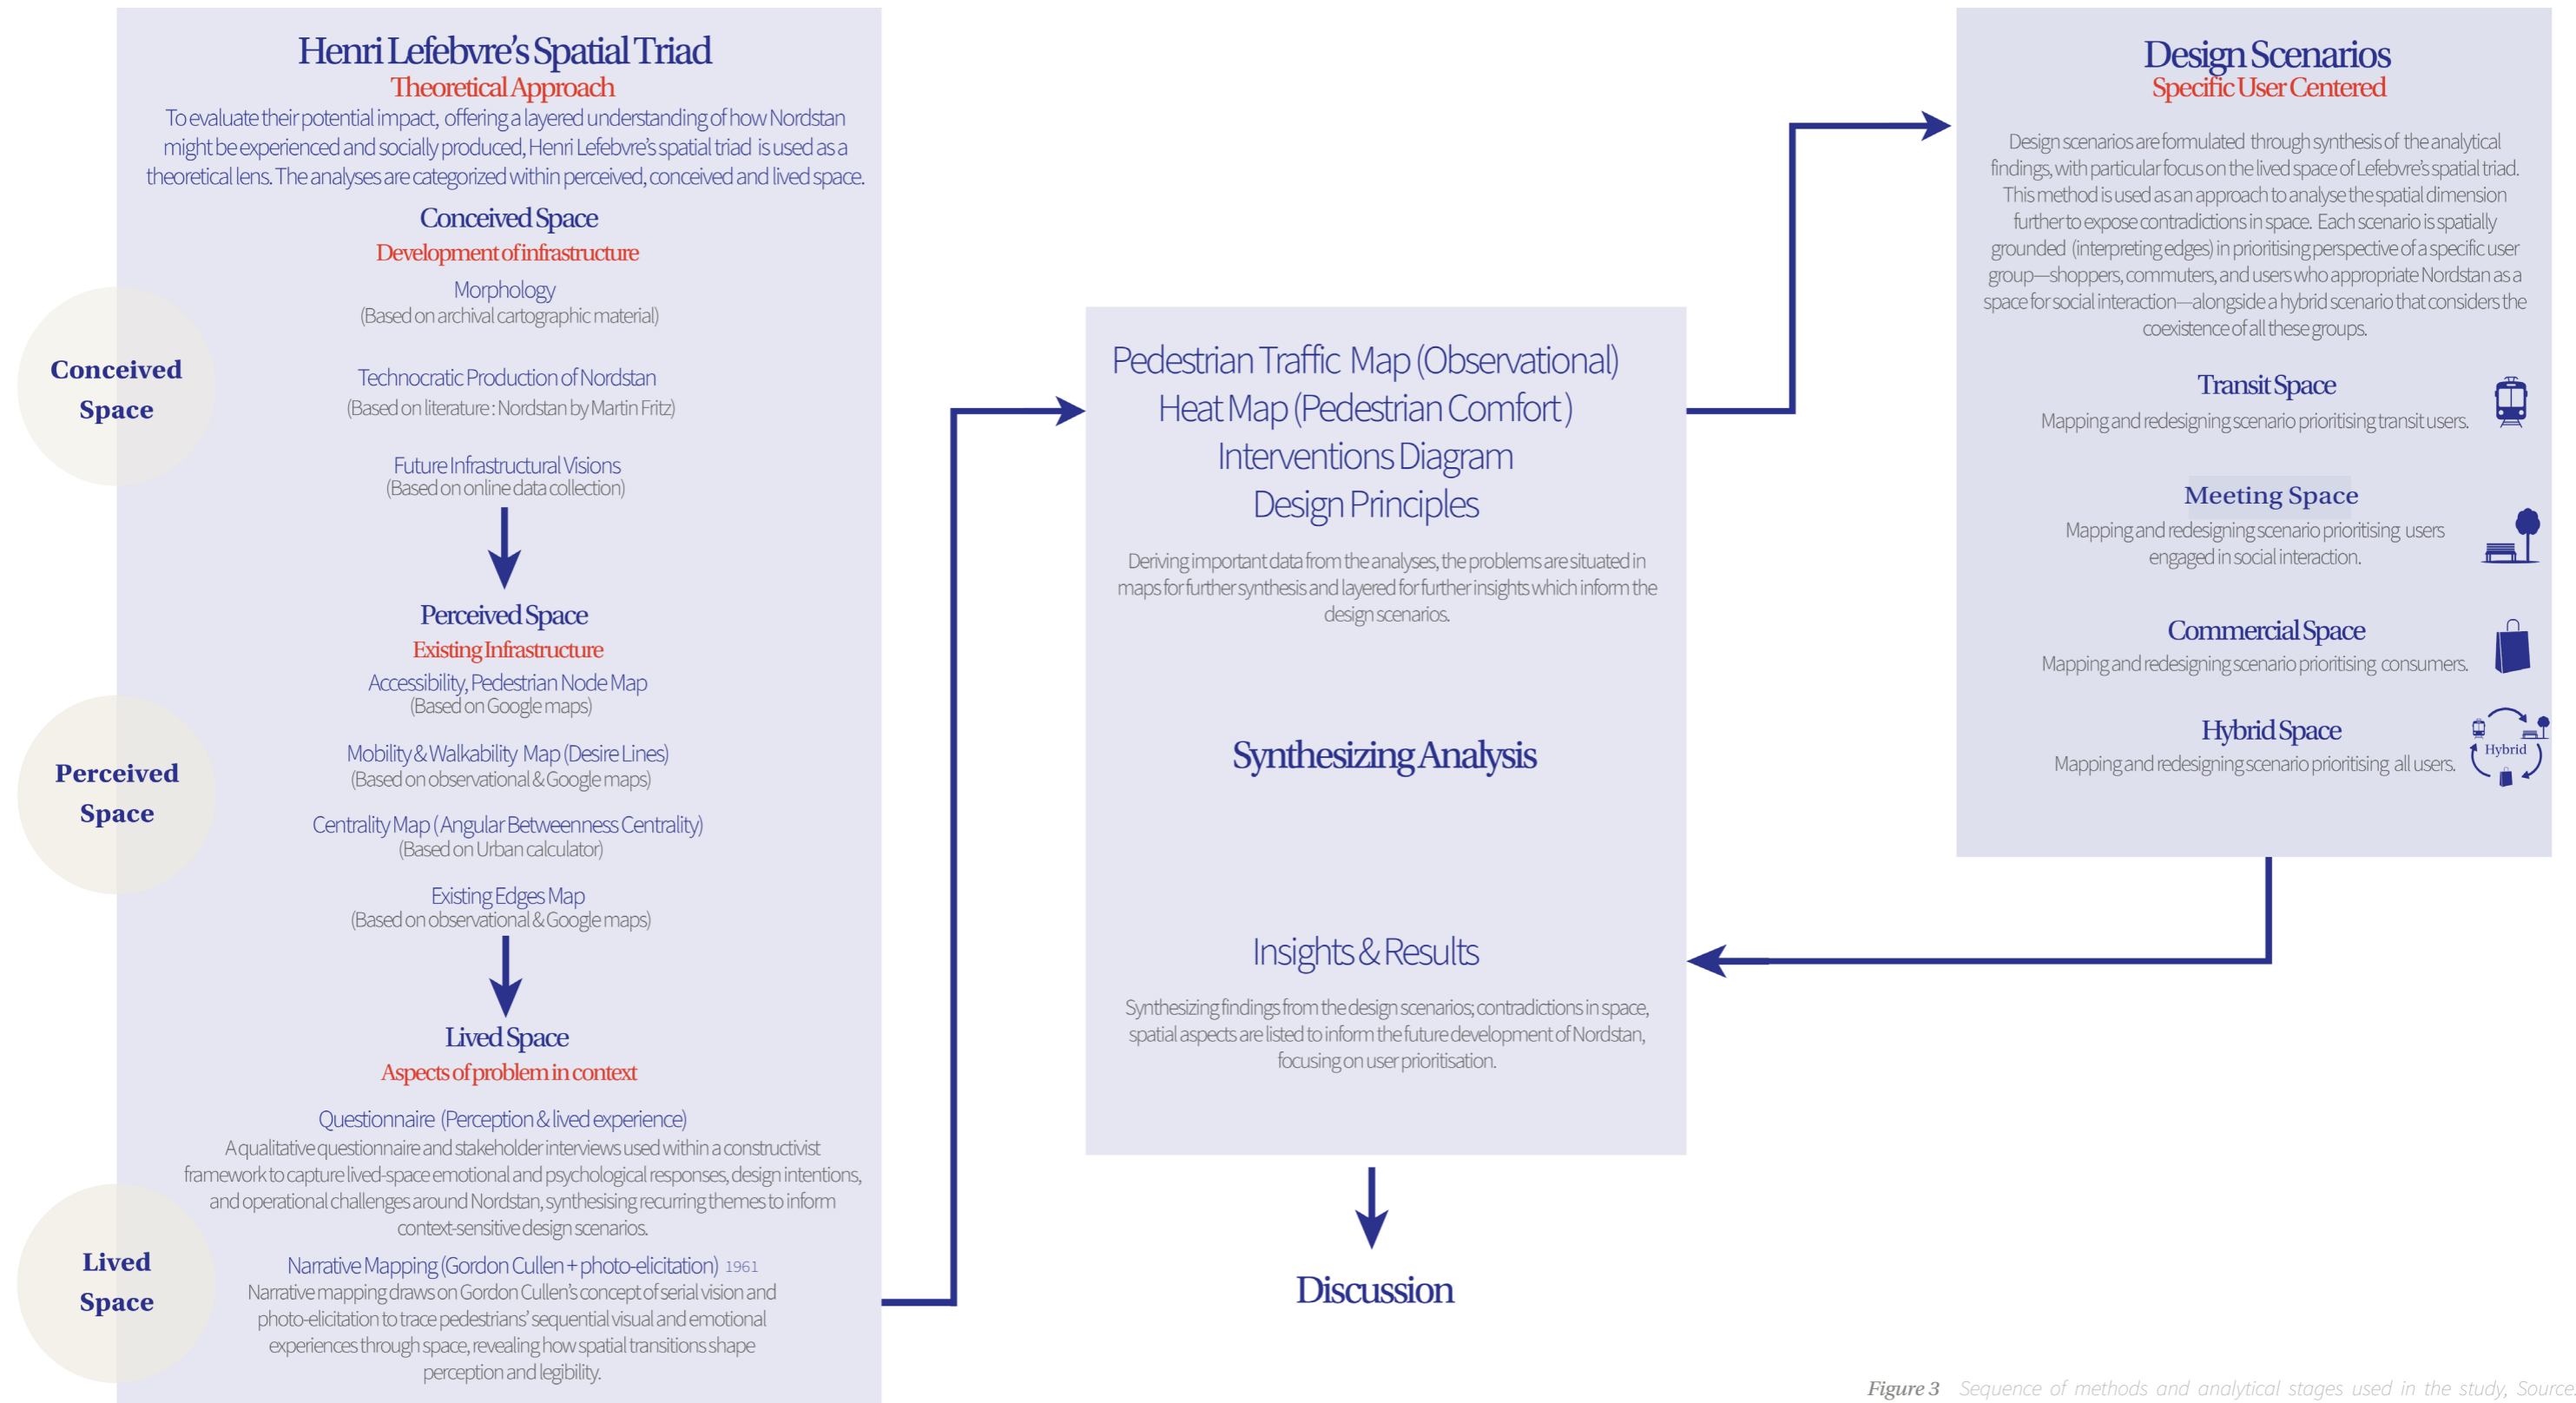 Henri Lefebvre's Spatial Triad
Theoretical Approach
To evaluate their potential impact, offering a layered understanding of how Nordstan
might be experienced and socially produced, Henri Lefebvre's spatial triad is used as a
theoretical lens. The analyses are categorized within perceived, conceived and lived space.
Conceived Space
Development of infrastructure
Morphology
(Based on archival cartographic material)
Technocratic Production of Nordstan
(Based on literature : Nordstan by Martin Fritz)
Future Infrastructural Visions
(Based on online data collection)
Conceived
Space
Perceived Space
Existing Infrastructure
Accessibility, Pedestrian Node Map
(Based on Google maps)
Mobility & Walkability Map (Desire Lines)
(Based on observational & Google maps)
Centrality Map ( Angular Betweenness Centrality)
(Based on Urban calculator)
Existing Edges Map
(Based on observational & Google maps)
Perceived
Space
Lived Space
Aspects of problem in context
Questionnaire (Perception & lived experience)
A qualitative questionnaire and stakeholder interviews used within a constructivist
framework to capture lived-space emotional and psychological responses, design intentions,
and operational challenges around Nordstan, synthesising recurring themes to inform
context-sensitive design scenarios.
Narrative Mapping (Gordon Cullen + photo-elicitation) 1961
Narrative mapping draws on Gordon Cullen's concept of serial vision and
photo-elicitation to trace pedestrians' sequential visual and emotional
experiences through space, revealing how spatial transitions shape
perception and legibility.
Lived
Space
Pedestrian Traffic Map (Observational)
Heat Map (Pedestrian Comfort )
Interventions Diagram
Design Principles
Deriving important data from the analyses, the problems are situated in
maps for further synthesis and layered for further insights which inform the
design scenarios.
Synthesizing Analysis
Insights & Results
Synthesizing findings from the design scenarios; contradictions in space,
spatial aspects are listed to inform the future development of Nordstan,
focusing on user prioritisation.
Discussion
Design Scenarios
Specific User Centered
Design scenarios are formulated through synthesis of the analytical
findings, with particular focus on the lived space of Lefebvre's spatial triad.
This method is used as an approach to analyse the spatial dimension
further to expose contradictions in space. Each scenario is spatially
grounded (interpreting edges) in prioritising perspective of a specific user
group—shoppers, commuters, and users who appropriate Nordstan as a
space for social interaction—alongside a hybrid scenario that considers the
coexistence of all these groups.
Transit Space
Mapping and redesigning scenario prioritising transit users.
Meeting Space
Mapping and redesigning scenario prioritising users
engaged in social interaction.
Commercial Space
Mapping and redesigning scenario prioritising consumers.
Hybrid Space
Mapping and redesigning scenario prioritising all users.
Hybrid
Figure 3 Sequence of methods and analytical stages used in the study, Source: